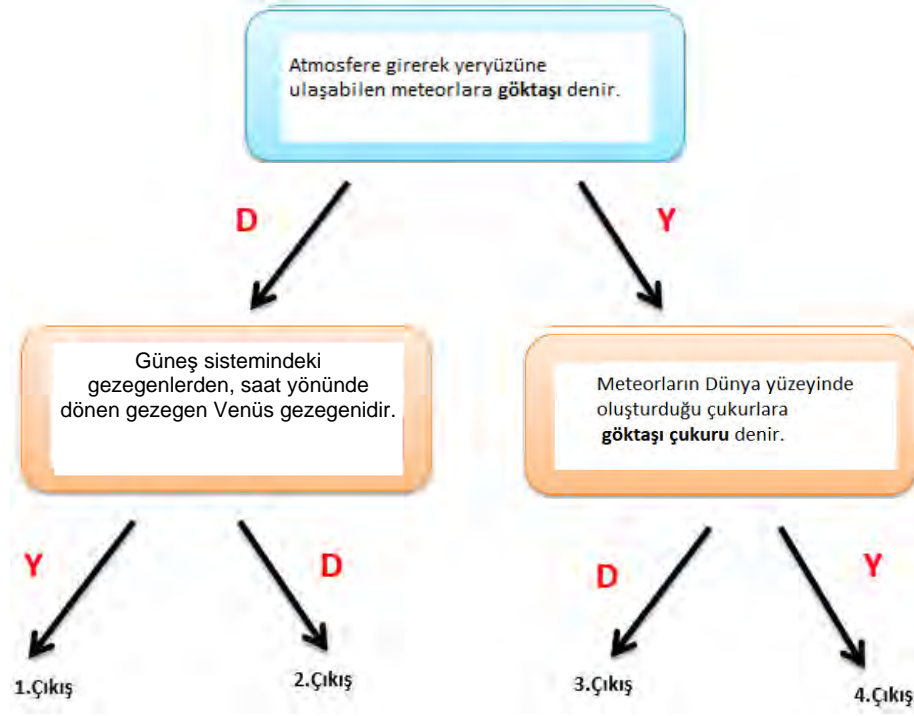 Atmosfere girerek yeryüzüne
ulaşabilen meteorlara göktaşı denir.
D
Y
Güneş sistemindeki
gezegenlerden, saat yönünde
dönen gezegen Venüs gezegenidir.
Meteorların Dünya yüzeyinde
oluşturduğu çukurlara
göktaşı çukuru denir.
Y
D
D
Y
1.Çıkış
2.Çıkış
3.Çıkış
4.Çıkış